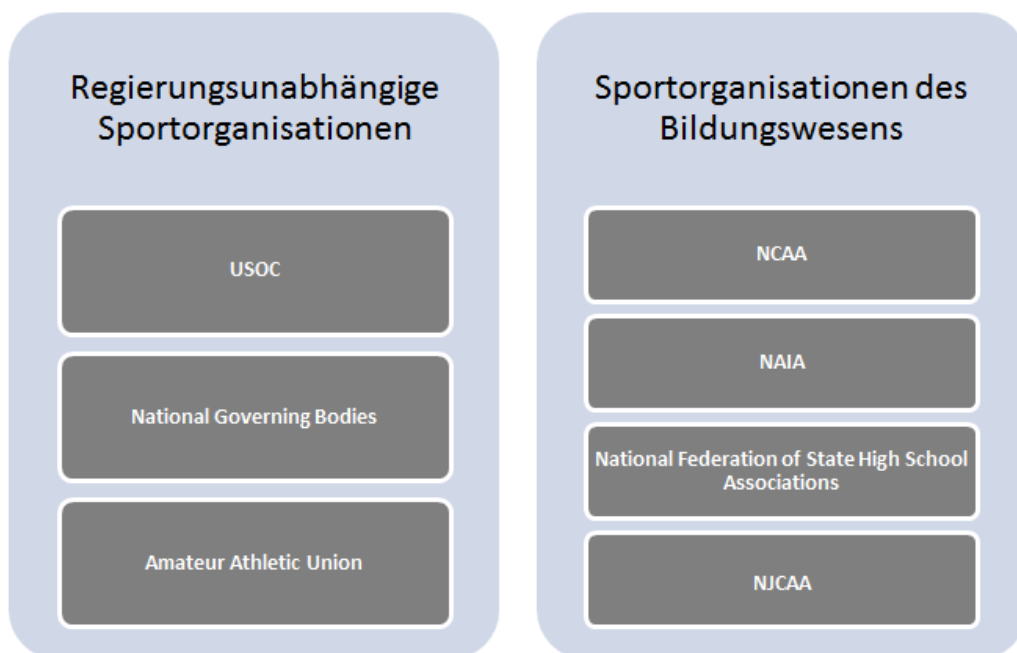 Regierungsunabhängige
Sportorganisationen
USOC
National Governing Bodies
Amateur Athletic Union
Sportorganisationen des
Bildungswesens
NCAA
NAIA
National Federation of State High School
Associations
NJCAA